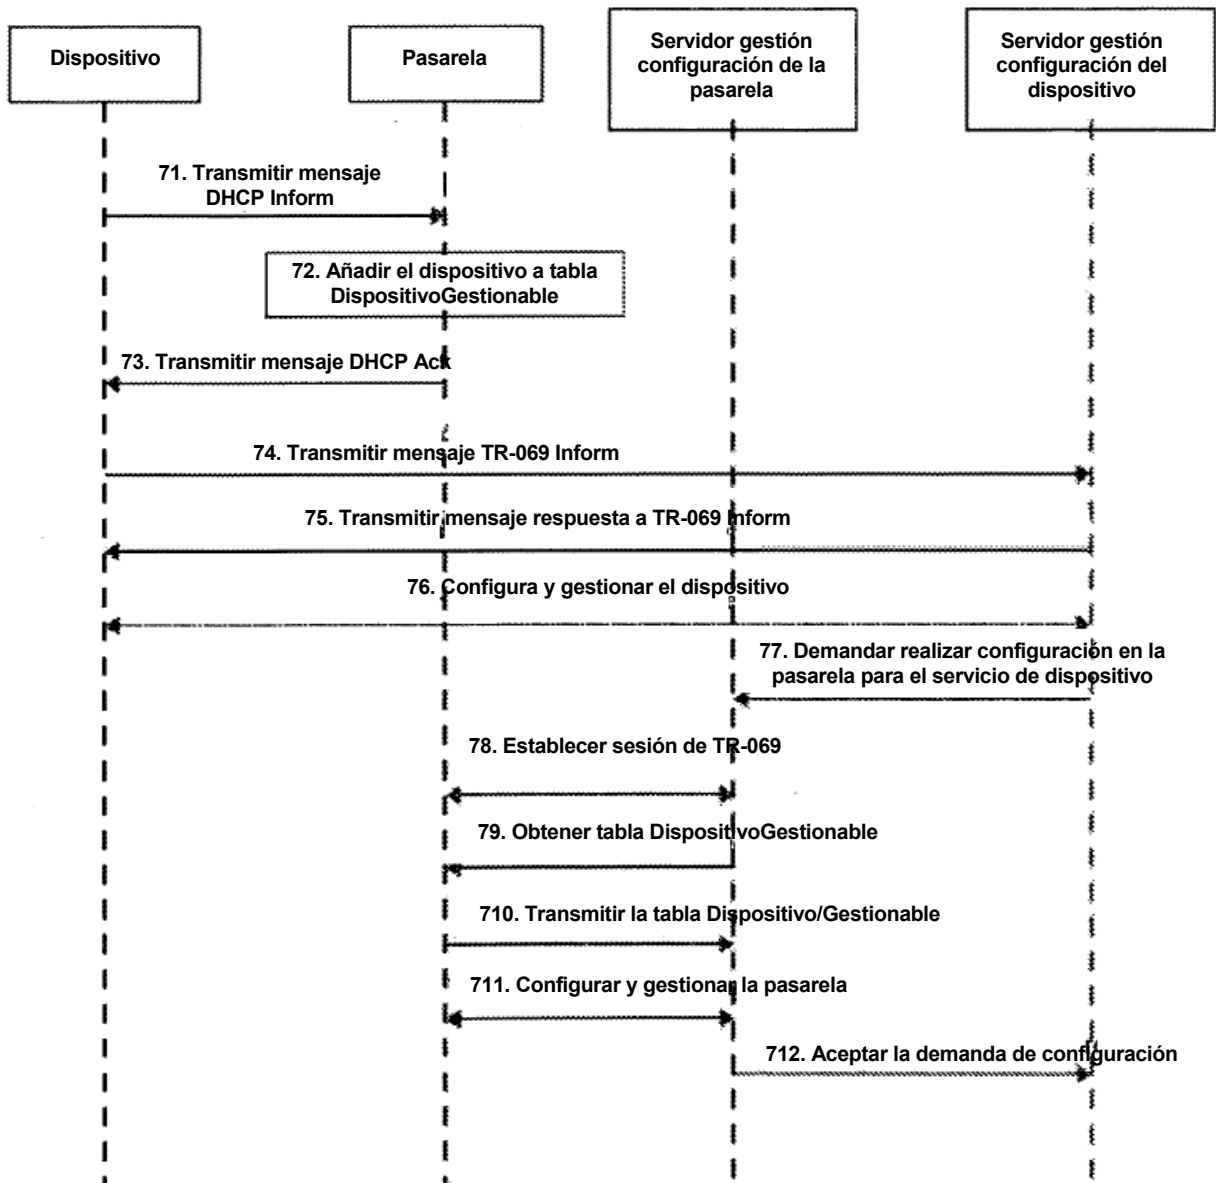 Dispositivo
Pasarela
Servidor gestión
configuración de la
pasarela
Servidor gestión
configuración del
dispositivo
71. Transmitir mensaje
DHCP Inform
72. Añadir el dispositivo a tabla
DispositivoGestionable
73. Transmitir mensaje DHCP Ack
74. Transmitir mensaje TR-069 Inform
75. Transmitir mensaje respuesta a TR-069 Inform
76. Configura y gestionar el dispositivo
77. Demandar realizar configuración en la
pasarela para el servicio de dispositivo
78. Establecer sesión de TR-069
79. Obtener tabla DispositivoGestionable
710. Transmitir la tabla Dispositivo/Gestionable
711. Configurar y gestionar la pasarela
712. Aceptar la demanda de configuración